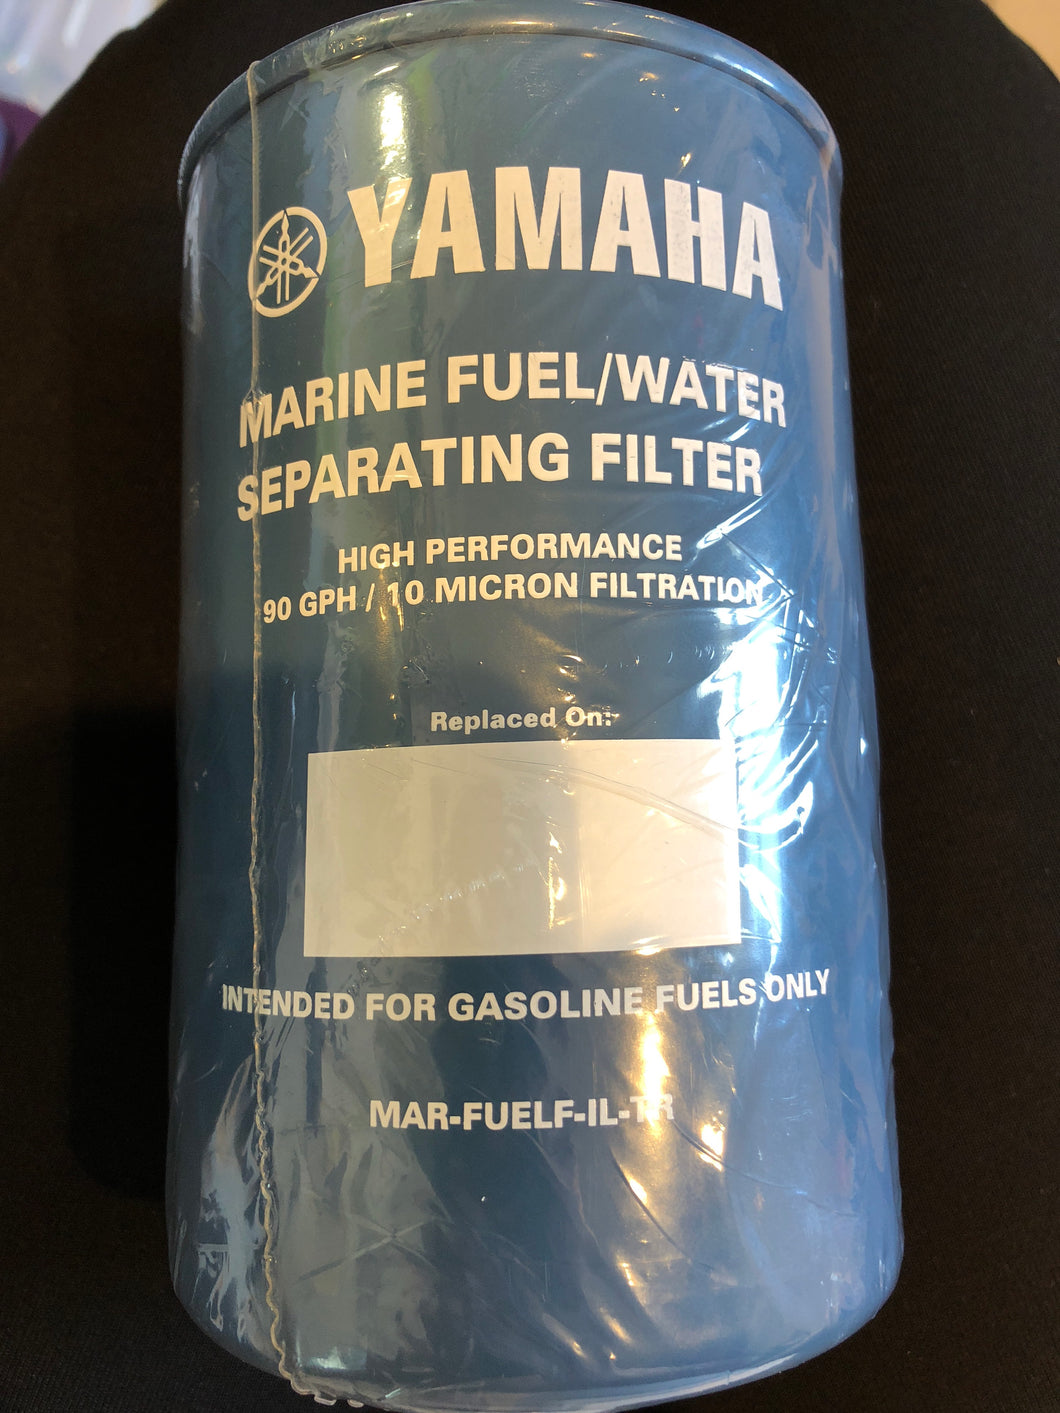 YAMAHA
MARINE FUEL/WATER
SEPARATING FILTER
HIGH PERFORMANCE
90 GPH / 10 MICRON FILTRATION
Replaced On:
INTENDED FOR GASOLINE FUELS ONLY
MAR-FUELF-IL-TR